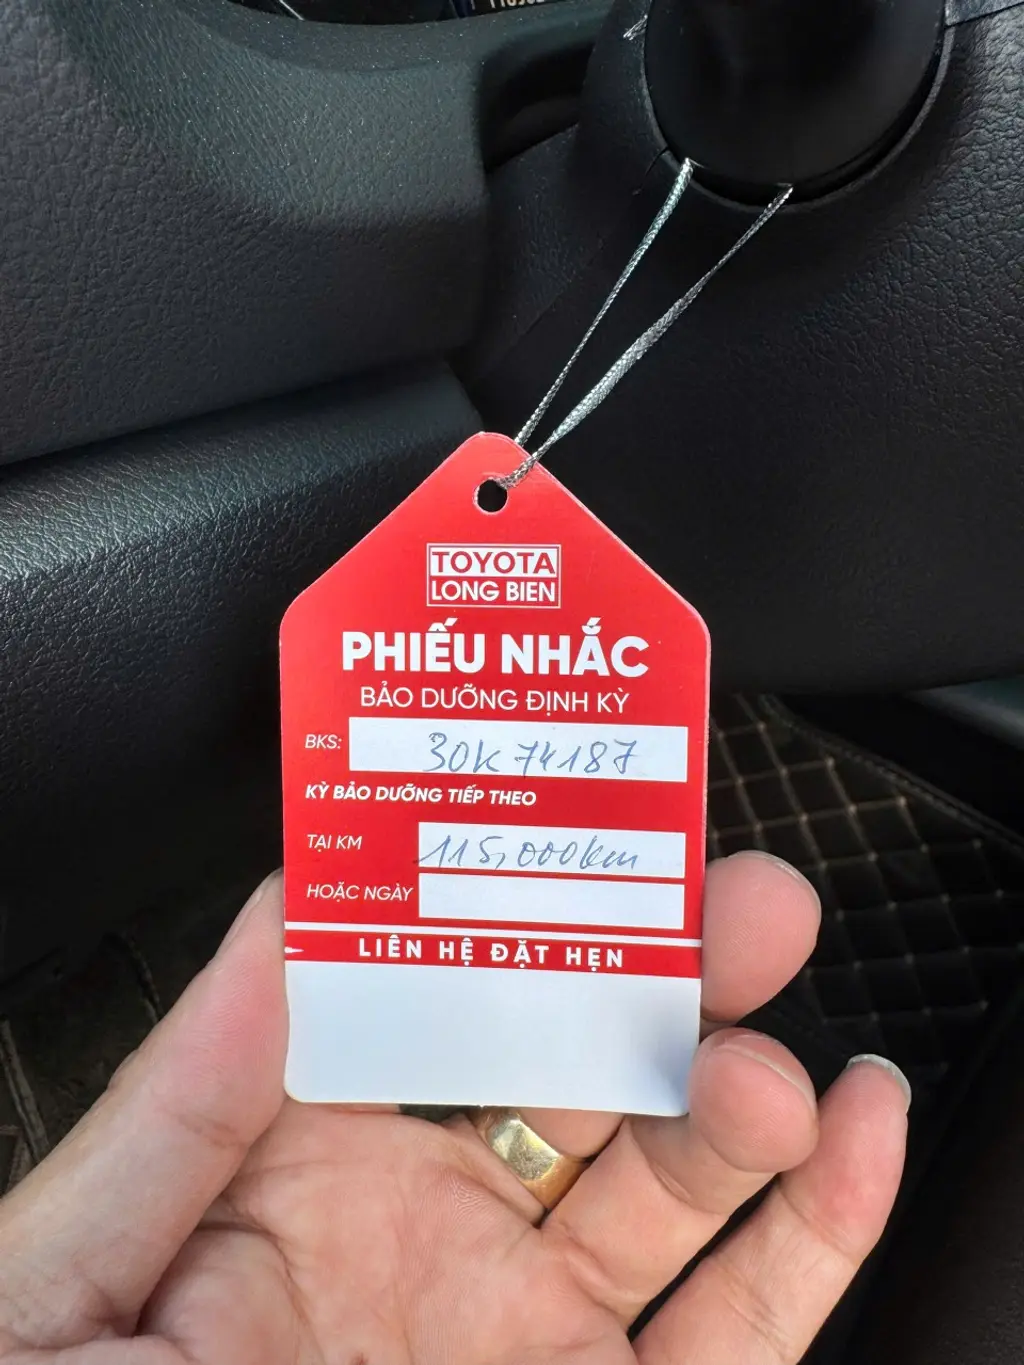 TOYOTA
LONG BIEN
PHIẾU NHẮC
BẢO DƯỠNG ĐỊNH KỲ
BKS: 30K 74187
KỲ BẢO DƯỠNG TIẾP THEO
TẠI KM 115,000km
HOẶC NGÀY
LIÊN HỆ ĐẶT HẸN